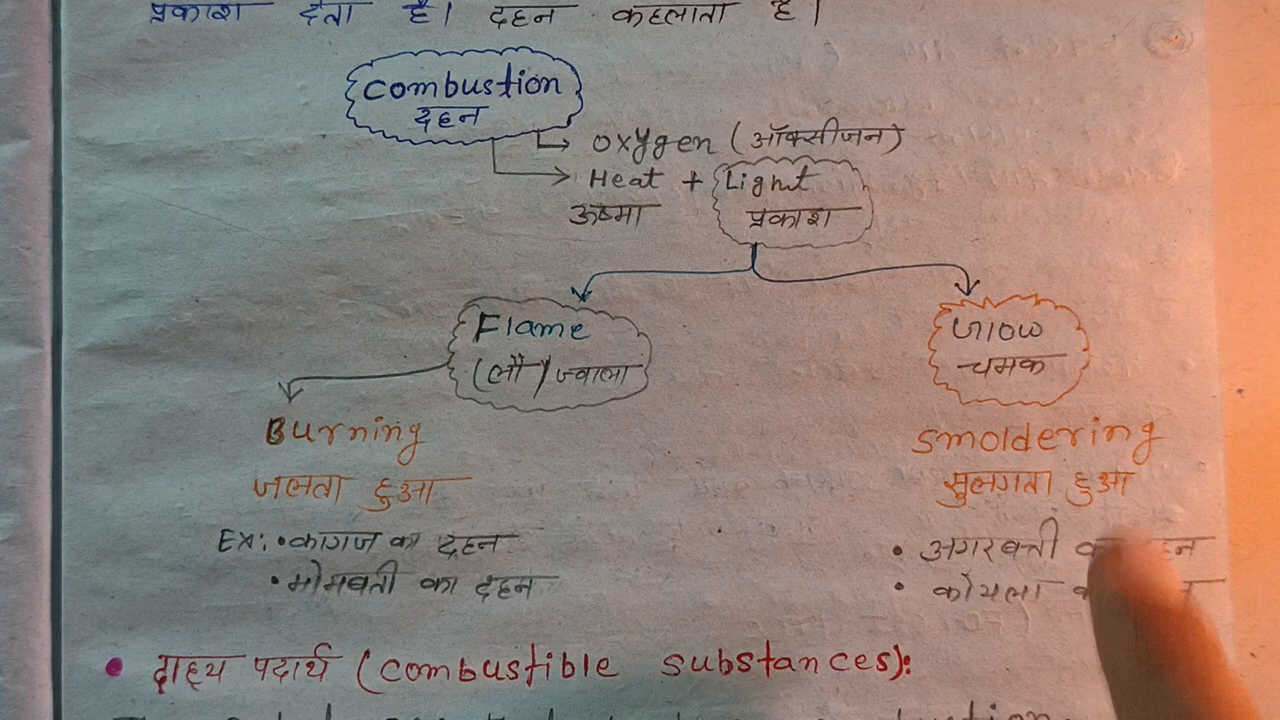 प्रकाश देता है। दहन कहलाता है।
Combustion
दहन
Oxygen (ऑक्सीजन)
Heat + Light
ऊष्मा प्रकाश
Flame
(लौ) ज्वाला
Glow
चमक
Burning
जलता हुआ
Smoldering
सुलगता हुआ
Ex: • कागज का दहन
• मोमबती का दहन
• अगरबत्ती
• कोयला
• दाह्य पदार्थ (Combustible substances):